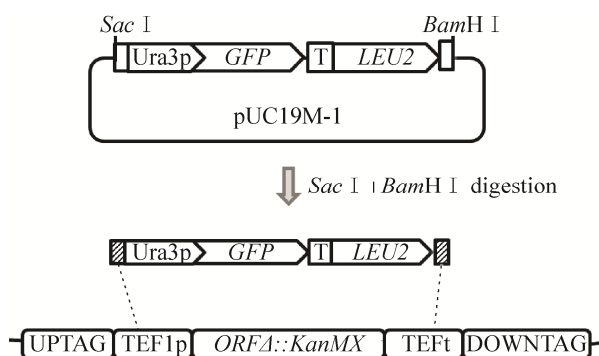 Sac Ⅰ BamH Ⅰ
Ura3p GFP T LEU2
pUC19M-1
Sac Ⅰ ı BamH Ⅰ digestion
Ura3p GFP T LEU2
UPTAG TEF1p ORFΔ::KanMX TEFt DOWNTAG